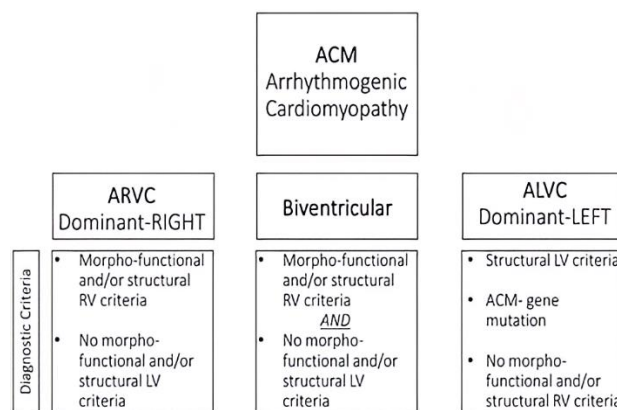 ACM
Arrhythmogenic
Cardiomyopathy
ARVC
Dominant-RIGHT
Biventricular
ALVC
Dominant-LEFT
Diagnostic Criteria
• Morpho-functional
and/or structural
RV criteria
• No morpho-
functional and/or
structural LV
criteria
• Morpho-functional
and/or structural
RV criteria
AND
• No morpho-
functional and/or
structural LV
criteria
• Structural LV criteria
• ACM- gene
mutation
• No morpho-
functional and/or
structural RV criteria